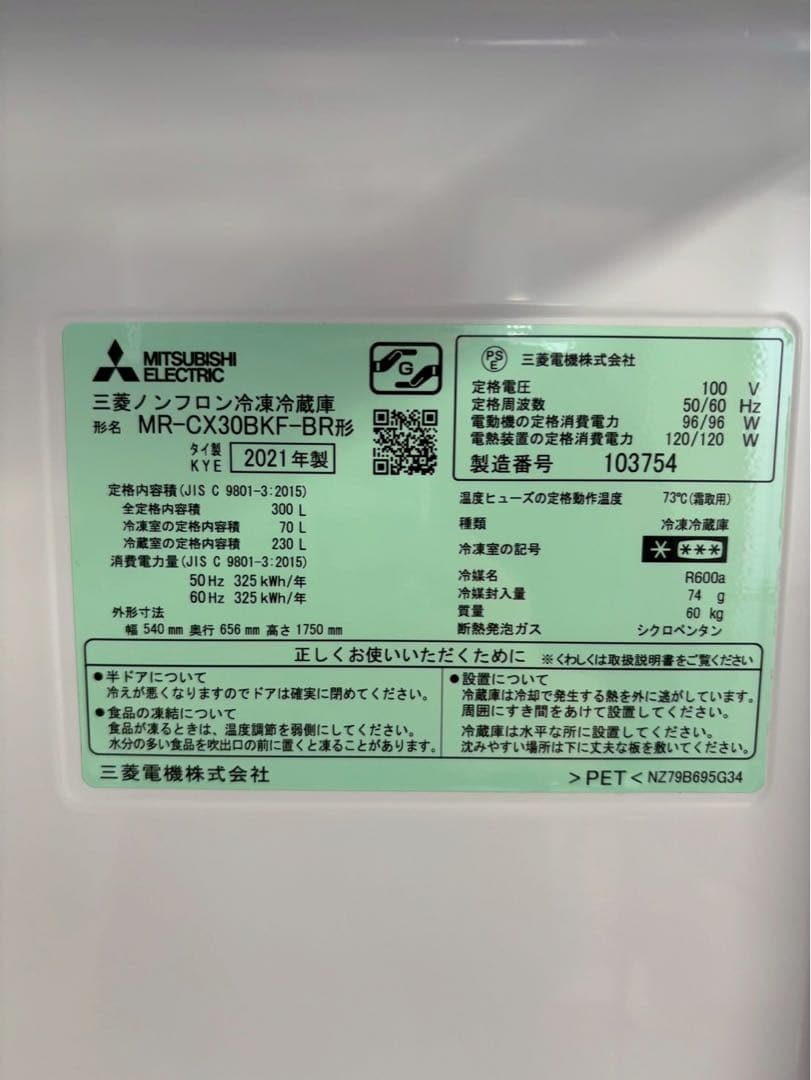 MITSUBISHI
ELECTRIC
G
三菱ノンフロン冷凍冷蔵庫
形名 MR-CX30BKF-BR形
タイ製
KYE 2021年製
PS
E
三菱電機株式会社
定格電圧 100 V
定格周波数 50/60 Hz
電動機の定格消費電力 96/96 W
電熱装置の定格消費電力 120/120 W
製造番号 103754
定格内容積(JIS C 9801-3:2015)
全定格内容積 300 L
冷凍室の定格内容積 70 L
冷蔵室の定格内容積 230 L
消費電力量(JIS C 9801-3:2015)
50Hz 325kWh/年
60Hz 325kWh/年
外形寸法
幅 540 mm 奥行 656 mm 高さ 1750 mm
温度ヒューズの定格動作温度 73℃(霜取用)
種類 冷凍冷蔵庫
冷凍室の記号 * ***
冷媒名 R600a
冷媒封入量 74 g
質量 60 kg
断熱発泡ガス シクロペンタン
正しくお使いいただくために ※くわしくは取扱説明書をご覧ください
●半ドアについて
冷えが悪くなりますのでドアは確実に閉めてください。
●食品の凍結について
食品が凍るときは、温度調節を弱側にしてください。
水分の多い食品を吹出口の前に置くと凍ることがあります。
●設置について
冷蔵庫は冷却で発生する熱を外に逃がしています。
周囲にすき間をあけて設置してください。
冷蔵庫は水平な所に設置してください。
沈みやすい場所は下に丈夫な板を敷いてください。
三菱電機株式会社 >PET< NZ79B695G34